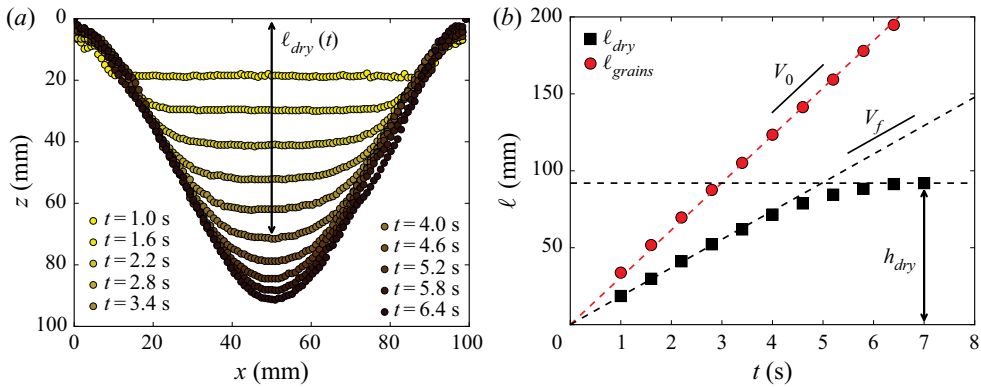 (a)
0
20
40
60
80
100
z (mm)
ℓdry (t)
t = 1.0 s
t = 1.6 s
t = 2.2 s
t = 2.8 s
t = 3.4 s
t = 4.0 s
t = 4.6 s
t = 5.2 s
t = 5.8 s
t = 6.4 s
0 20 40 60 80 100
x (mm)
(b)
200
150
100
50
0
ℓ (mm)
ℓdry
ℓgrains
V0
Vf
hdry
1 2 3 4 5 6 7 8
t (s)